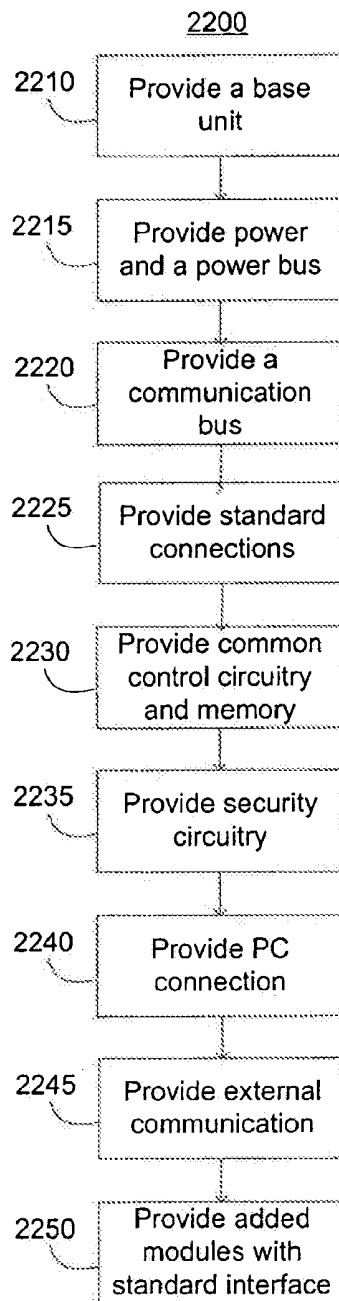 2200
2210
Provide a base
unit
2215
Provide power
and a power bus
2220
Provide a
communication
bus
2225
Provide standard
connections
2230
Provide common
control circuitry
and memory
2235
Provide security
circuitry
2240
Provide PC
connection
2245
Provide external
communication
2250
Provide added
modules with
standard interface